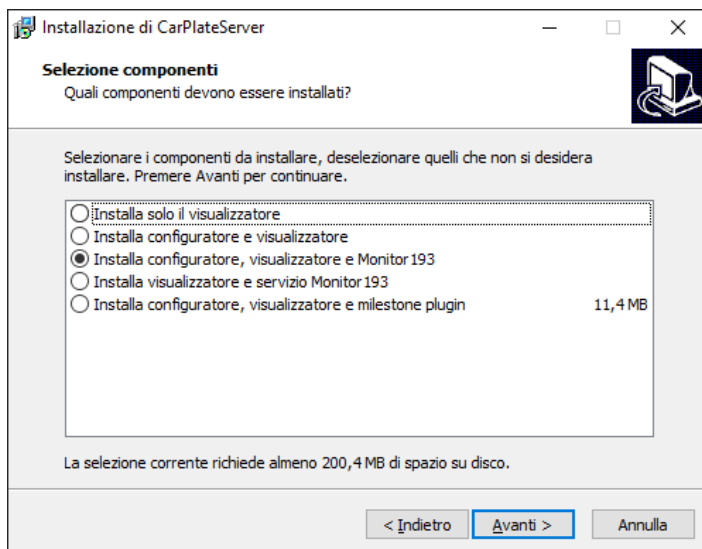 Installazione di CarPlateServer
Selezione componenti
Quali componenti devono essere installati?
Selezionare i componenti da installare, deselezionare quelli che non si desidera
installare. Premere Avanti per continuare.
Installa solo il visualizzatore
Installa configuratore e visualizzatore
Installa configuratore, visualizzatore e Monitor193
Installa visualizzatore e servizio Monitor193
Installa configuratore, visualizzatore e milestone plugin 11,4 MB
La selezione corrente richiede almeno 200,4 MB di spazio su disco.
< Indietro Avanti > Annulla